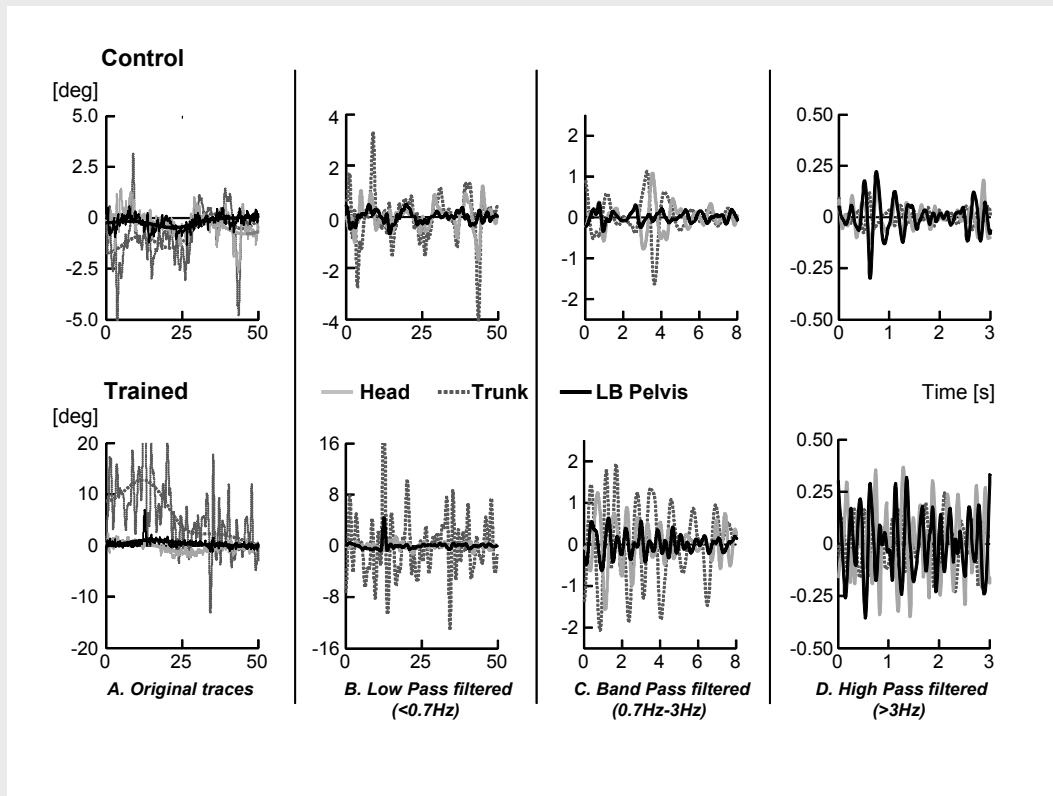 Control
[deg]
5.0
2.5
0
-2.5
-5.0
0 25 50
4
2
0
-2
-4
0 25 50
2
1
0
-1
-2
0 2 4 6 8
0.50
0.25
0
-0.25
-0.50
0 1 2 3
Trained
Head Trunk LB Pelvis
Time [s]
[deg]
20
10
0
-10
-20
0 25 50
16
8
0
-8
-16
0 25 50
2
1
0
-1
-2
0 2 4 6 8
0.50
0.25
0
-0.25
-0.50
0 1 2 3
A. Original traces
B. Low Pass filtered
(<0.7Hz)
C. Band Pass filtered
(0.7Hz-3Hz)
D. High Pass filtered
(>3Hz)